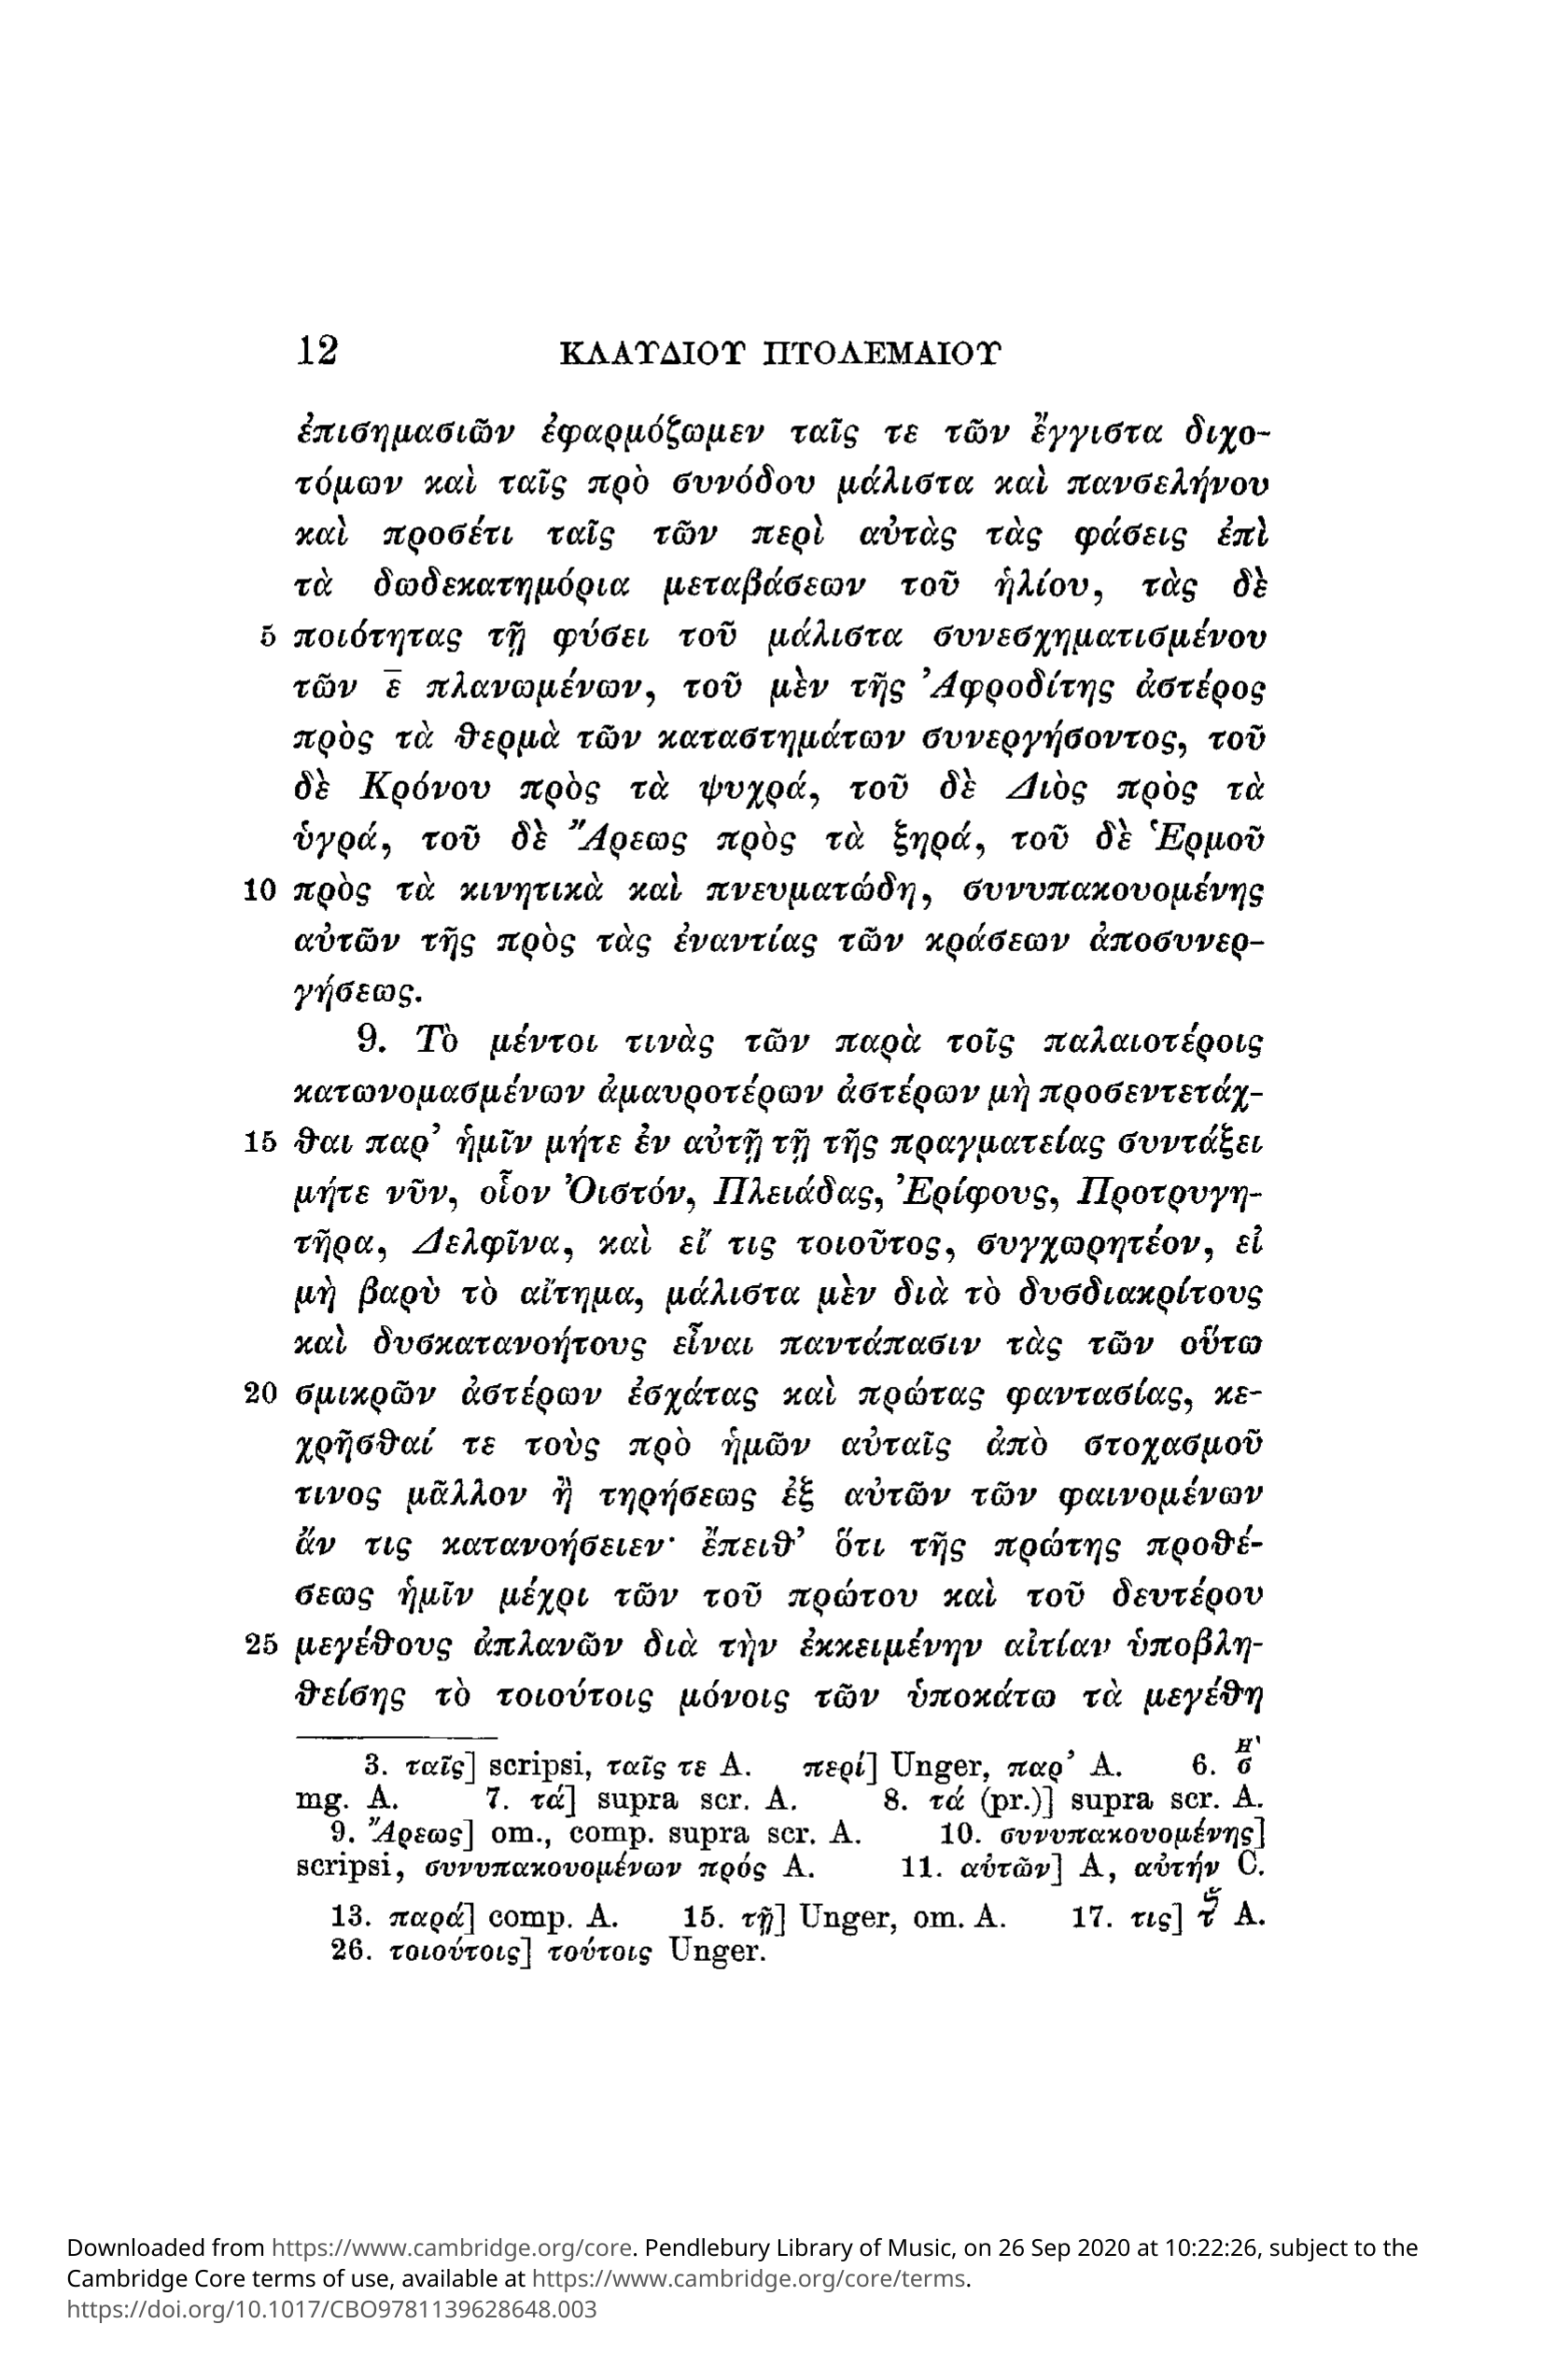 12 ΚΛΑΥΔΙΟΥ ΠΤΟΛΕΜΑΙΟΥ
ἐπισημασιῶν ἐφαρμόζωμεν ταῖς τε τῶν ἔγγιστα διχο-
τόμων καὶ ταῖς πρὸ συνόδου μάλιστα καὶ πανσελήνου
καὶ προσέτι ταῖς τῶν περὶ αὐτὰς τὰς φάσεις ἐπὶ
τὰ δωδεκατημόρια μεταβάσεων τοῦ ἡλίου, τὰς δὲ
5 ποιότητας τῇ φύσει τοῦ μάλιστα συνεσχηματισμένου
τῶν ε̄ πλανωμένων, τοῦ μὲν τῆς Ἀφροδίτης ἀστέρος
πρὸς τὰ θερμὰ τῶν καταστημάτων συνεργήσοντος, τοῦ
δὲ Κρόνου πρὸς τὰ ψυχρά, τοῦ δὲ Διὸς πρὸς τὰ
ὑγρά, τοῦ δὲ Ἄρεως πρὸς τὰ ξηρά, τοῦ δὲ Ἑρμοῦ
10 πρὸς τὰ κινητικὰ καὶ πνευματώδη, συνυπακουομένης
αὐτῶν τῆς πρὸς τὰς ἐναντίας τῶν κράσεων ἀποσυνερ-
γήσεως.
9. Τὸ μέντοι τινὰς τῶν παρὰ τοῖς παλαιοτέροις
κατωνομασμένων ἀμαυροτέρων ἀστέρων μὴ προσεντετάχ-
15 θαι παρ’ ἡμῖν μήτε ἐν αὐτῇ τῇ τῆς πραγματείας συντάξει
μήτε νῦν, οἷον Ὀιστόν, Πλειάδας, Ἐρίφους, Προτρυγη-
τῆρα, Δελφῖνα, καὶ εἴ τις τοιοῦτος, συγχωρητέον, εἰ
μὴ βαρὺ τὸ αἴτημα, μάλιστα μὲν διὰ τὸ δυσδιακρίτους
καὶ δυσκατανοήτους εἶναι παντάπασιν τὰς τῶν οὕτω
20 σμικρῶν ἀστέρων ἐσχάτας καὶ πρώτας φαντασίας, κε-
χρῆσθαί τε τοὺς πρὸ ἡμῶν αὐταῖς ἀπὸ στοχασμοῦ
τινος μᾶλλον ἢ τηρήσεως ἐξ αὐτῶν τῶν φαινομένων
ἄν τις κατανοήσειεν· ἔπειθ’ ὅτι τῆς πρώτης προθέ-
σεως ἡμῖν μέχρι τῶν τοῦ πρώτου καὶ τοῦ δευτέρου
25 μεγέθους ἀπλανῶν διὰ τὴν ἐκκειμένην αἰτίαν ὑποβλη-
θείσης τὸ τοιούτοις μόνοις τῶν ὑποκάτω τὰ μεγέθη
3. ταῖς] scripsi, ταῖς τε A. περί] Unger, παρ’ A. 6.
mg. A. 7. τά] supra scr. A. 8. τά (pr.)] supra scr. A.
9. Ἄρεως] om., comp. supra scr. A. 10. συνυπακουομένης]
scripsi, συνυπακουομένων πρός A. 11. αὐτῶν] A, αὐτήν C.
13. παρά] comp. A. 15. τῇ] Unger, om. A. 17. τις] A.
26. τοιούτοις] τούτοις Unger.
Downloaded from https://www.cambridge.org/core. Pendlebury Library of Music, on 26 Sep 2020 at 10:22:26, subject to the
Cambridge Core terms of use, available at https://www.cambridge.org/core/terms.
https://doi.org/10.1017/CBO9781139628648.003